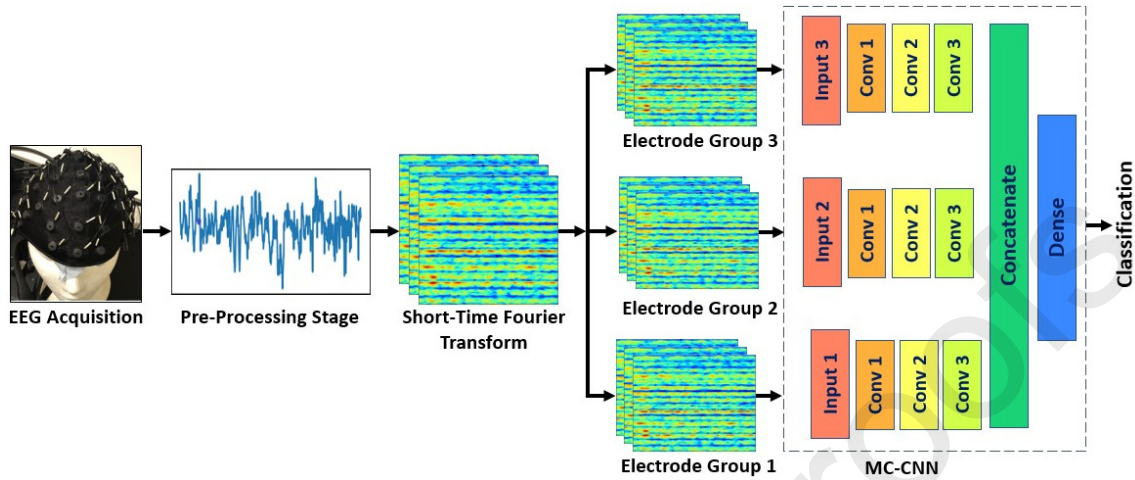 EEG Acquisition
Pre-Processing Stage
Short-Time Fourier
Transform
Electrode Group 3
Electrode Group 2
Electrode Group 1
Input 3
Conv 1
Conv 2
Conv 3
Input 2
Conv 1
Conv 2
Conv 3
Input 1
Conv 1
Conv 2
Conv 3
Concatenate
Dense
MC-CNN
Classification
roofs